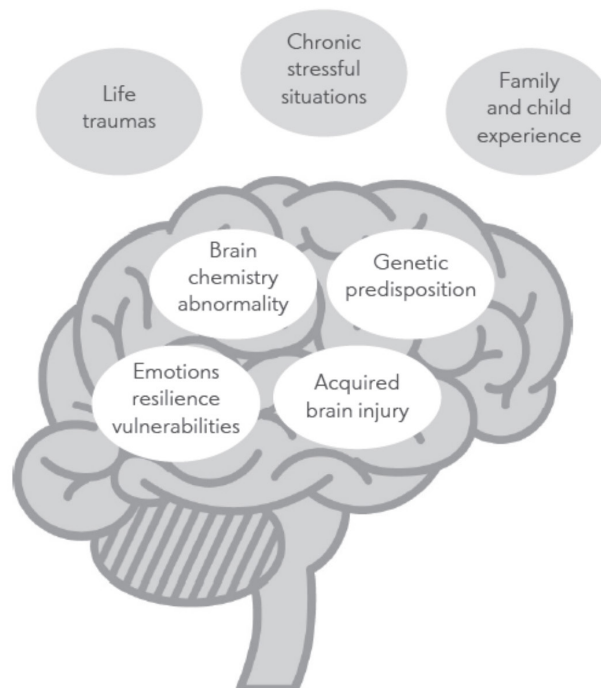 Chronic
stressful
situations
Life
traumas
Family
and child
experience
Brain
chemistry
abnormality
Genetic
predisposition
Emotions
resilience
vulnerabilities
Acquired
brain injury